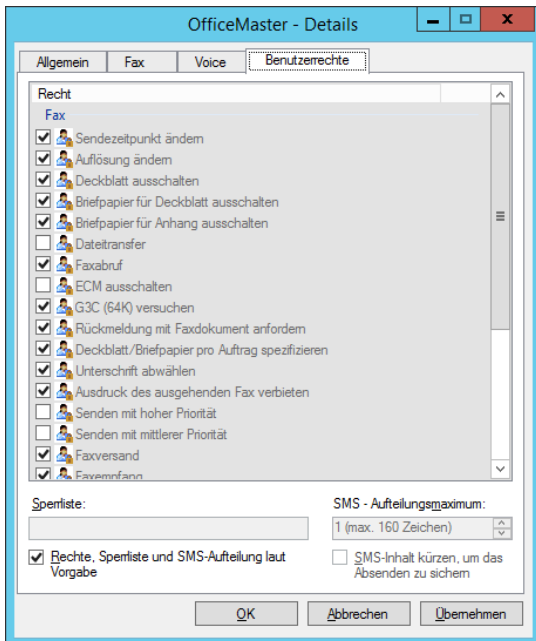 OfficeMaster - Details
Allgemein Fax Voice Benutzerrechte
Recht
Fax
Sendezeitpunkt ändern
Auflösung ändern
Deckblatt ausschalten
Briefpapier für Deckblatt ausschalten
Briefpapier für Anhang ausschalten
Dateitransfer
Faxabruf
ECM ausschalten
G3C (64K) versuchen
Rückmeldung mit Faxdokument anfordern
Deckblatt/Briefpapier pro Auftrag spezifizieren
Unterschrift abwählen
Ausdruck des ausgehenden Fax verbieten
Senden mit hoher Priorität
Senden mit mittlerer Priorität
Faxversand
Faxempfang
Sperrliste: SMS - Aufteilungsmaximum:
1 (max. 160 Zeichen)
Rechte, Sperrliste und SMS-Aufteilung laut SMS-Inhalt kürzen, um das
Vorgabe Absenden zu sichern
OK Abbrechen Übernehmen